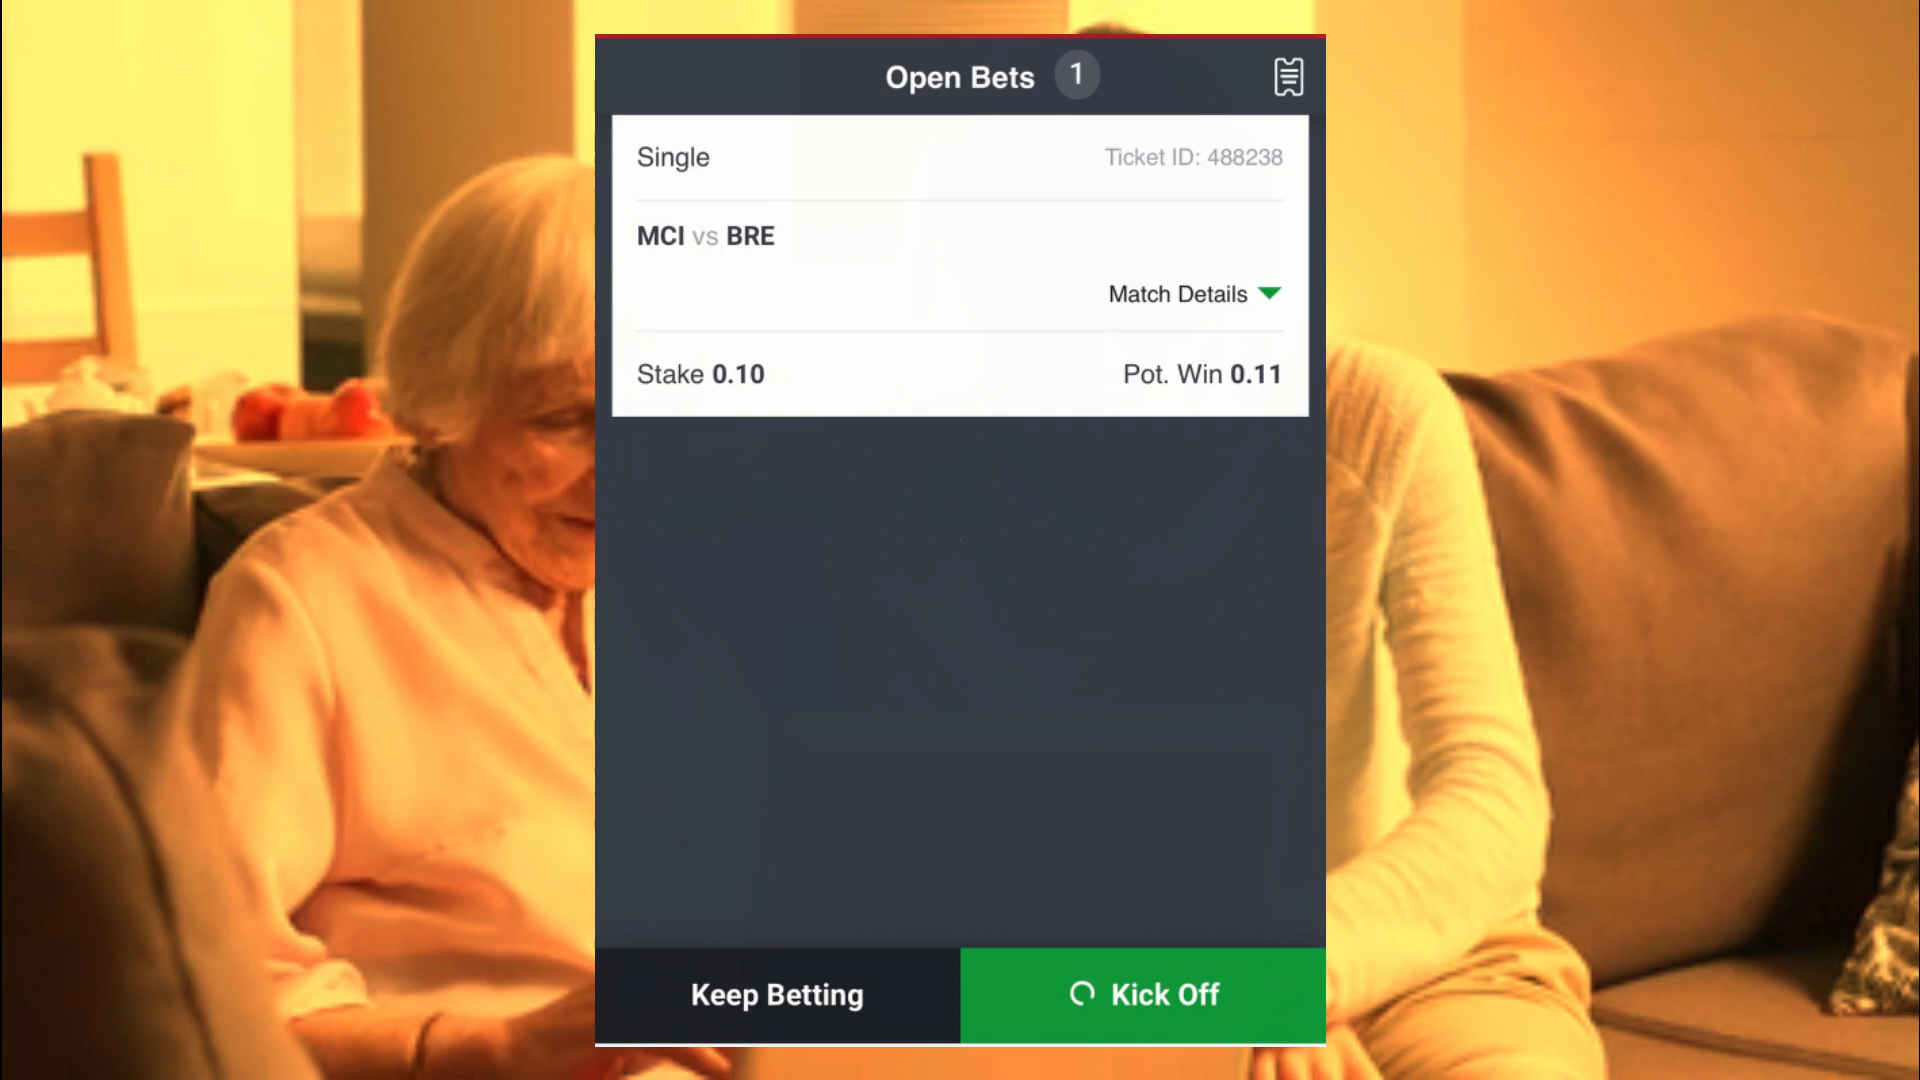 Open Bets 1
Single Ticket ID: 488238
MCI vs BRE
Match Details
Stake 0.10 Pot. Win 0.11
Keep Betting Kick Off